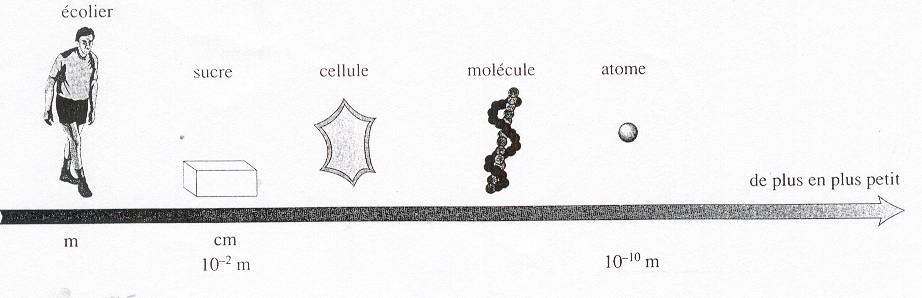 écolier
sucre
cellule
molécule
atome
de plus en plus petit
m
cm
10⁻² m
10⁻¹⁰ m